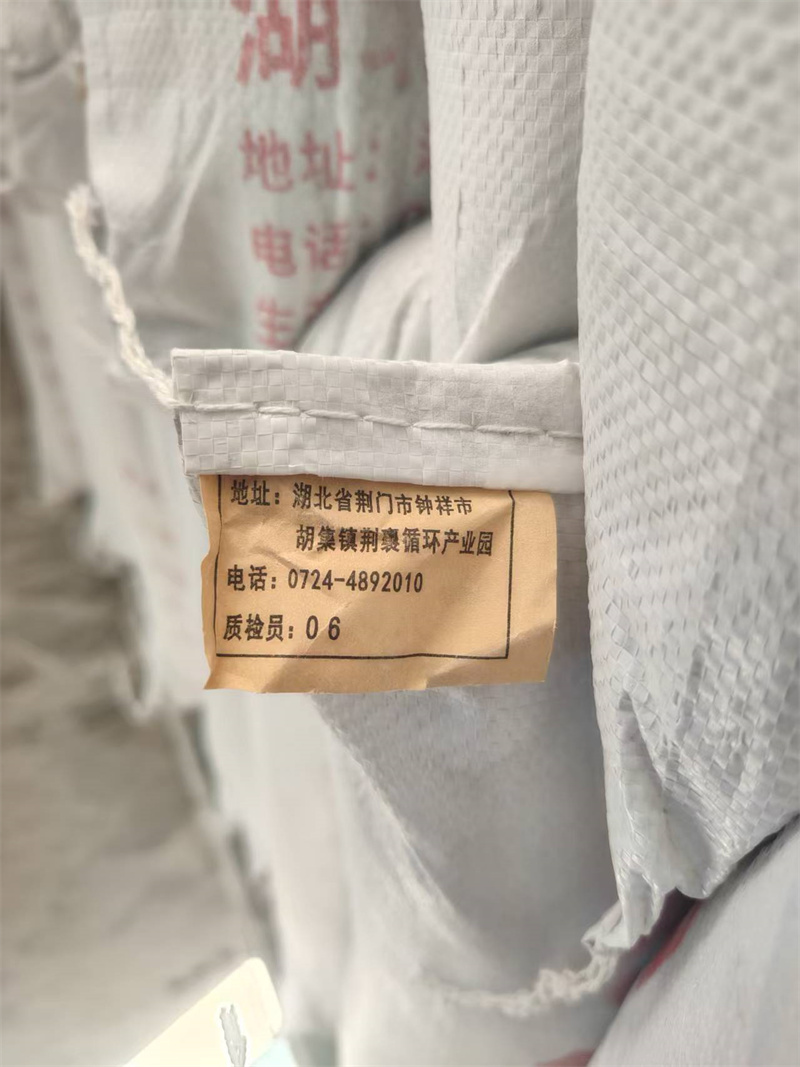 湖
地址:
电话
生
地址: 湖北省荆门市钟祥市
胡集镇荆襄循环产业园
电话: 0724-4892010
质检员: 06